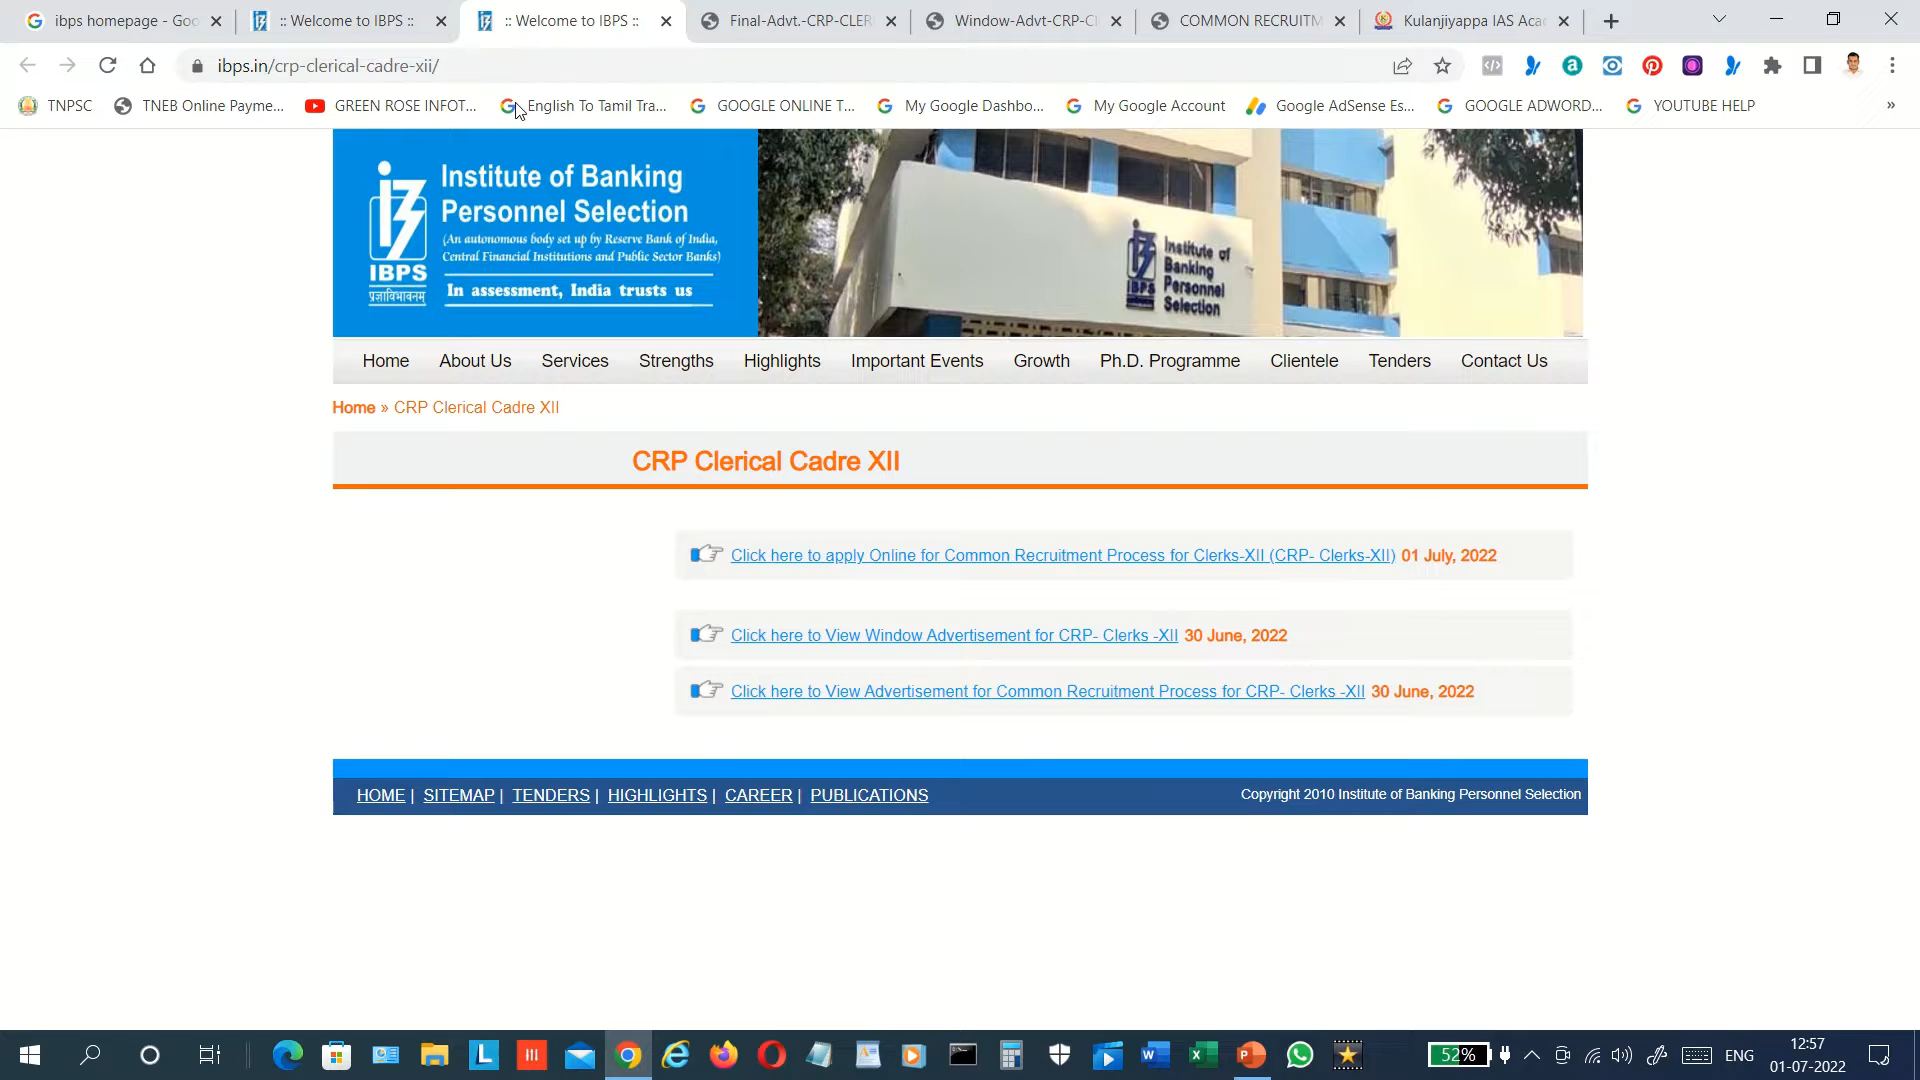 ibps homepage - Goo
:: Welcome to IBPS ::
:: Welcome to IBPS ::
Final-Advt.-CRP-CLER
Window-Advt-CRP-Cl
COMMON RECRUITM
Kulanjiyappa IAS Aca
ibps.in/crp-clerical-cadre-xii/
TNPSC
TNEB Online Payme...
GREEN ROSE INFOT...
English To Tamil Tra...
GOOGLE ONLINE T...
My Google Dashbo...
My Google Account
Google AdSense Es...
GOOGLE ADWORD...
YOUTUBE HELP
»
Institute of Banking
Personnel Selection
(An autonomous body set up by Reserve Bank of India,
Central Financial Institutions and Public Sector Banks)
In assessment, India trusts us
IBPS
प्रज्ञाविभावनम्
Institute of
Banking
Personnel
Selection
IBPS
Home About Us Services Strengths Highlights Important Events Growth Ph.D. Programme Clientele Tenders Contact Us
Home » CRP Clerical Cadre XII
CRP Clerical Cadre XII
Click here to apply Online for Common Recruitment Process for Clerks-XII (CRP- Clerks-XII) 01 July, 2022
Click here to View Window Advertisement for CRP- Clerks -XII 30 June, 2022
Click here to View Advertisement for Common Recruitment Process for CRP- Clerks -XII 30 June, 2022
HOME | SITEMAP | TENDERS | HIGHLIGHTS | CAREER | PUBLICATIONS
Copyright 2010 Institute of Banking Personnel Selection
52%
ENG
12:57
01-07-2022